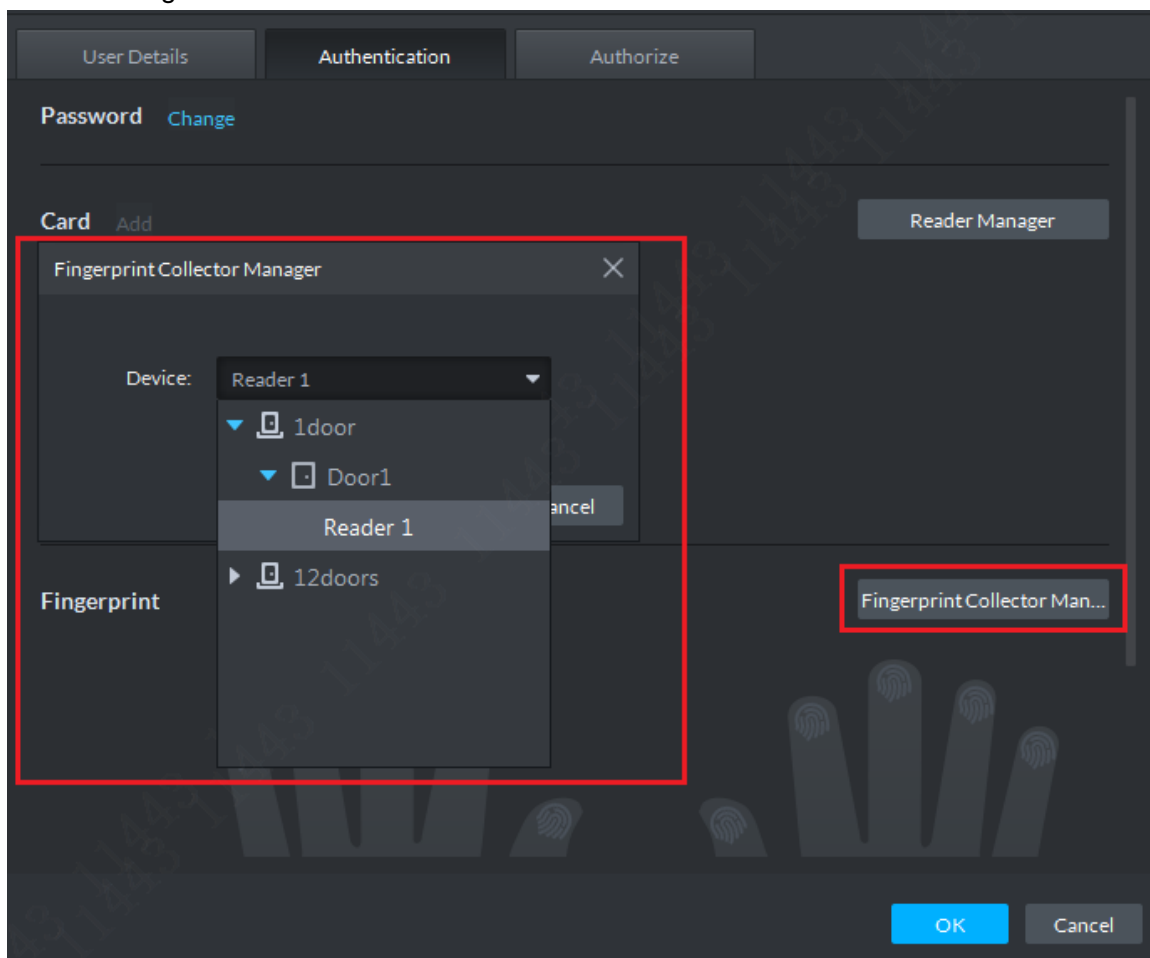 User Details Authentication Authorize
Password Change
Card Add Reader Manager
Fingerprint Collector Manager
Device: Reader 1
1door
Door1
Reader 1
12doors
Fingerprint Fingerprint Collector Man...
OK Cancel